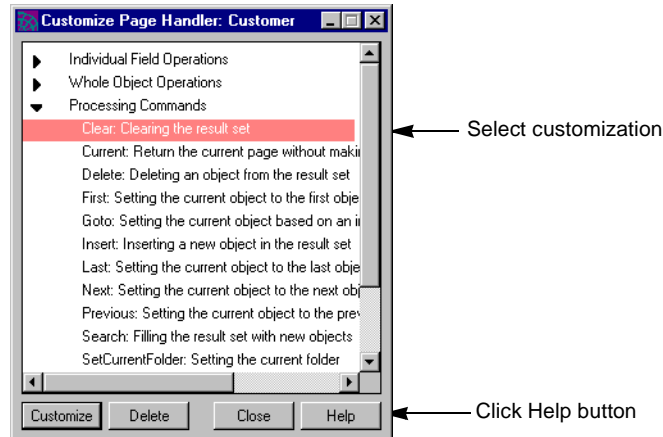 Customize Page Handler: Customer
Individual Field Operations
Whole Object Operations
Processing Commands
Clear: Clearing the result set
Select customization
Current: Return the current page without makin
Delete: Deleting an object from the result set
First: Setting the current object to the first obje
Goto: Setting the current object based on an i
Insert: Inserting a new object in the result set
Last: Setting the current object to the last obje
Next: Setting the current object to the next obj
Previous: Setting the current object to the prev
Search: Filling the result set with new objects
SetCurrentFolder: Setting the current folder
Customize Delete Close Help
Click Help button